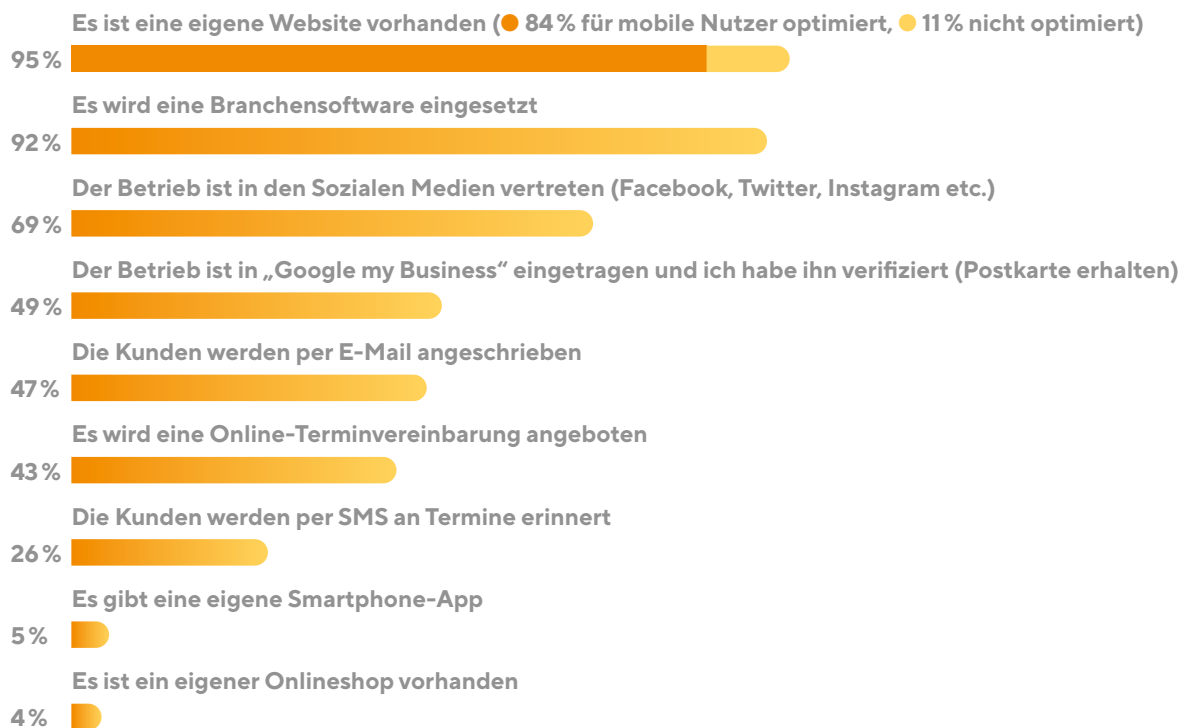 Es ist eine eigene Website vorhanden (● 84 % für mobile Nutzer optimiert, ● 11 % nicht optimiert)
95 %
Es wird eine Branchensoftware eingesetzt
92 %
Der Betrieb ist in den Sozialen Medien vertreten (Facebook, Twitter, Instagram etc.)
69 %
Der Betrieb ist in „Google my Business“ eingetragen und ich habe ihn verifiziert (Postkarte erhalten)
49 %
Die Kunden werden per E-Mail angeschrieben
47 %
Es wird eine Online-Terminvereinbarung angeboten
43 %
Die Kunden werden per SMS an Termine erinnert
26 %
Es gibt eine eigene Smartphone-App
5 %
Es ist ein eigener Onlineshop vorhanden
4 %